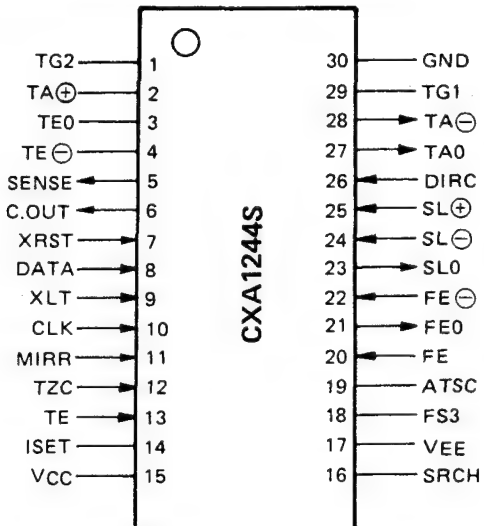 TG2 1
TA⊕ 2
TE0 3
TE⊖ 4
SENSE 5
C.OUT 6
XRST 7
DATA 8
XLT 9
CLK 10
MIRR 11
TZC 12
TE 13
ISET 14
VCC 15
CXA1244S
30 GND
29 TG1
28 TA⊖
27 TA0
26 DIRC
25 SL⊕
24 SL⊖
23 SL0
22 FE⊖
21 FE0
20 FE
19 ATSC
18 FS3
17 VEE
16 SRCH